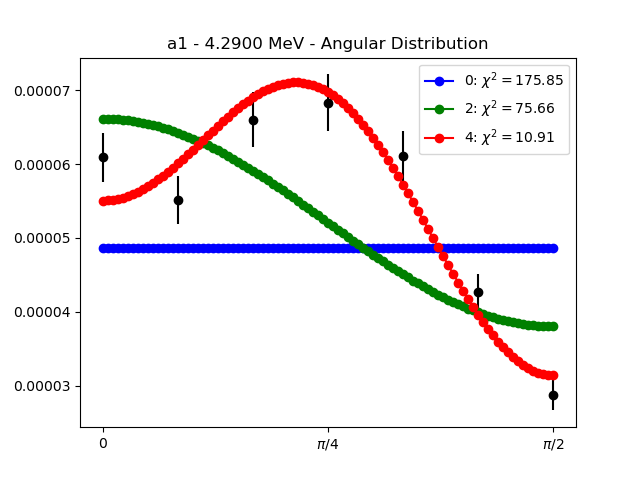 a1 - 4.2900 MeV - Angular Distribution
0: χ² = 175.85
2: χ² = 75.66
4: χ² = 10.91
0.00007
0.00006
0.00005
0.00004
0.00003
0
π/4
π/2